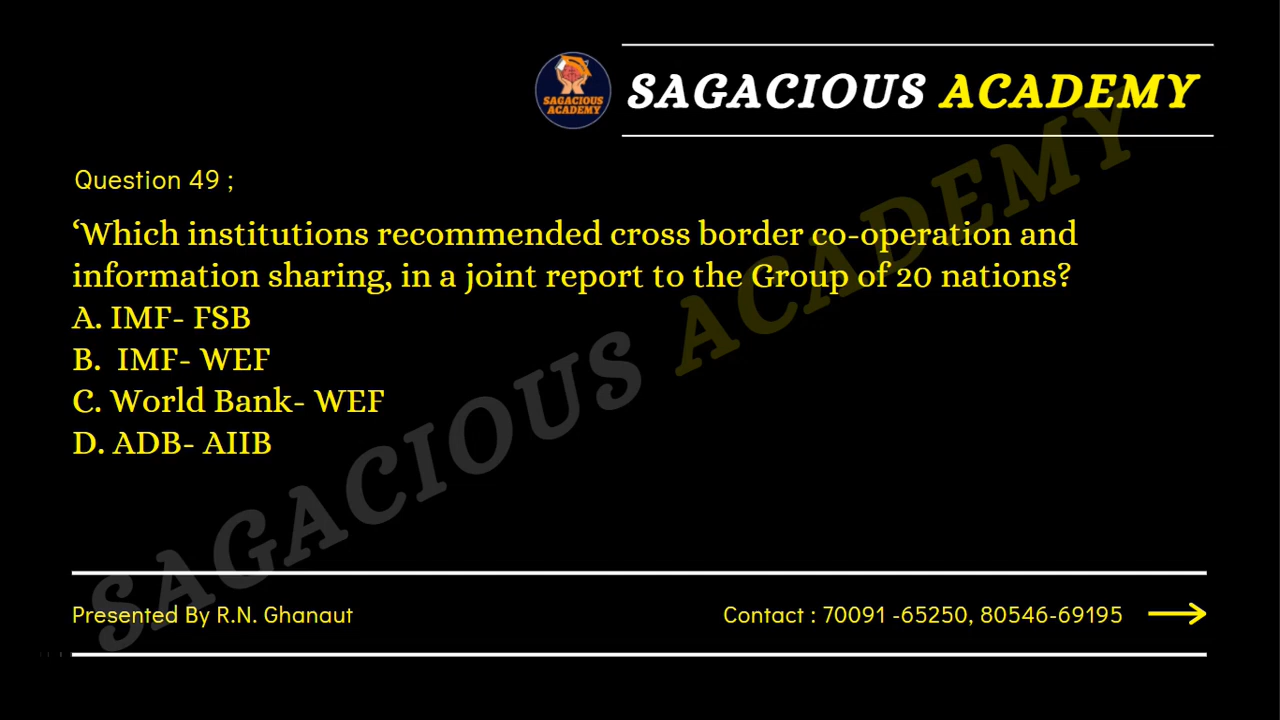 SAGACIOUS ACADEMY
SAGACIOUS
ACADEMY
Question 49 ;
‘Which institutions recommended cross border co-operation and
information sharing, in a joint report to the Group of 20 nations?
A. IMF- FSB
B.  IMF- WEF
C. World Bank- WEF
D. ADB- AIIB
SAGACIOUS ACADEMY
Presented By R.N. Ghanaut
Contact : 70091 -65250, 80546-69195